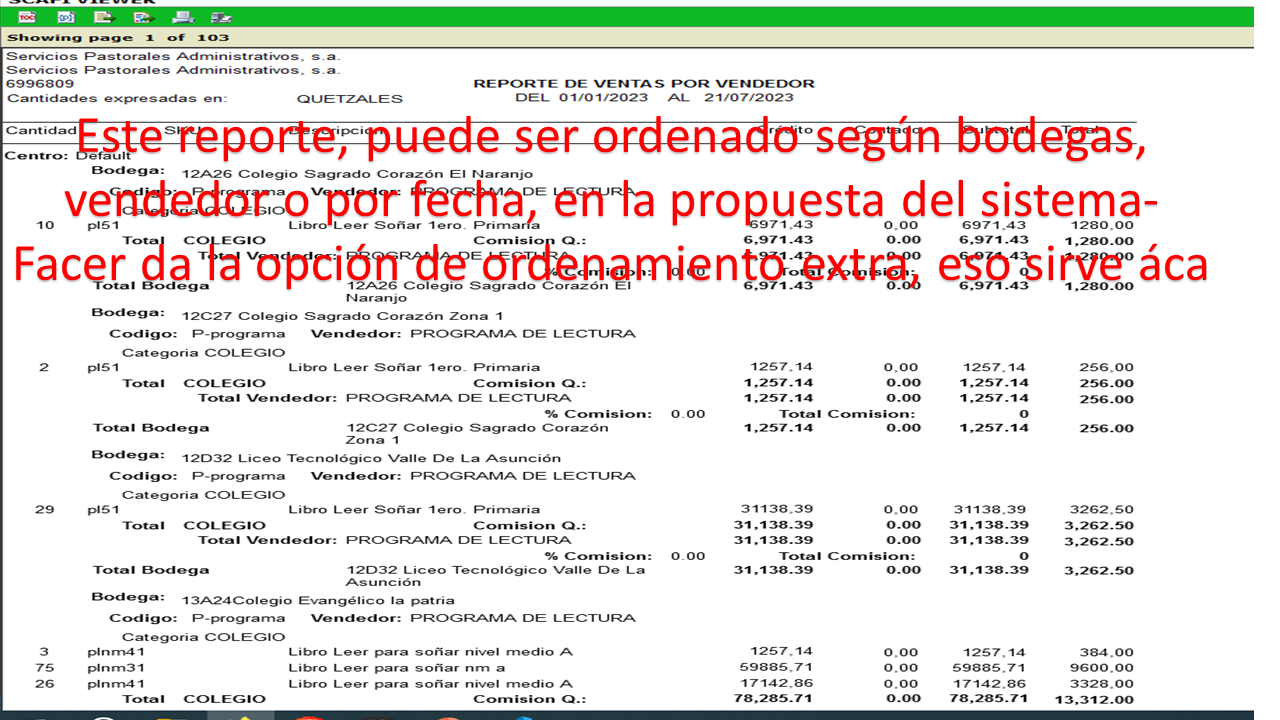 SCAFI VIEWER
Showing page 1 of 103
Servicios Pastorales Administrativos, s.a.
Servicios Pastorales Administrativos, s.a.
6996809 REPORTE DE VENTAS POR VENDEDOR
Cantidades expresadas en: QUETZALES DEL 01/01/2023 AL 21/07/2023
Cantidad SKU Descripcion Crédito Contado Subtotal Total
Este reporte, puede ser ordenado según bodegas,
vendedor o por fecha, en la propuesta del sistema-
Facer da la opción de ordenamiento extra, eso sirve áca
Centro: Default
Bodega: 12A26 Colegio Sagrado Corazón El Naranjo
Codigo: P-programa Vendedor: PROGRAMA DE LECTURA
Categoria COLEGIO
10 pl51 Libro Leer Soñar 1ero. Primaria 6971,43 0,00 6971,43 1280,00
Total COLEGIO Comision Q.: 6,971.43 0.00 6,971.43 1,280.00
Total Vendedor: PROGRAMA DE LECTURA 6,971.43 0.00 6,971.43 1,280.00
% Comision: 0.00 Total Comision: 0
Total Bodega 12A26 Colegio Sagrado Corazón El 6,971.43 0.00 6,971.43 1,280.00
Naranjo
Bodega: 12C27 Colegio Sagrado Corazón Zona 1
Codigo: P-programa Vendedor: PROGRAMA DE LECTURA
Categoria COLEGIO
2 pl51 Libro Leer Soñar 1ero. Primaria 1257,14 0,00 1257,14 256,00
Total COLEGIO Comision Q.: 1,257.14 0.00 1,257.14 256.00
Total Vendedor: PROGRAMA DE LECTURA 1,257.14 0.00 1,257.14 256.00
% Comision: 0.00 Total Comision: 0
Total Bodega 12C27 Colegio Sagrado Corazón 1,257.14 0.00 1,257.14 256.00
Zona 1
Bodega: 12D32 Liceo Tecnológico Valle De La Asunción
Codigo: P-programa Vendedor: PROGRAMA DE LECTURA
Categoria COLEGIO
29 pl51 Libro Leer Soñar 1ero. Primaria 31138,39 0,00 31138,39 3262,50
Total COLEGIO Comision Q.: 31,138.39 0.00 31,138.39 3,262.50
Total Vendedor: PROGRAMA DE LECTURA 31,138.39 0.00 31,138.39 3,262.50
% Comision: 0.00 Total Comision: 0
Total Bodega 12D32 Liceo Tecnológico Valle De La 31,138.39 0.00 31,138.39 3,262.50
Asunción
Bodega: 13A24Colegio Evangélico la patria
Codigo: P-programa Vendedor: PROGRAMA DE LECTURA
Categoria COLEGIO
3 plnm41 Libro Leer para soñar nivel medio A 1257,14 0,00 1257,14 384,00
75 plnm31 Libro Leer para soñar nm a 59885,71 0,00 59885,71 9600,00
26 plnm41 Libro Leer para soñar nivel medio A 17142,86 0,00 17142,86 3328,00
Total COLEGIO Comision Q.: 78,285.71 0.00 78,285.71 13,312.00